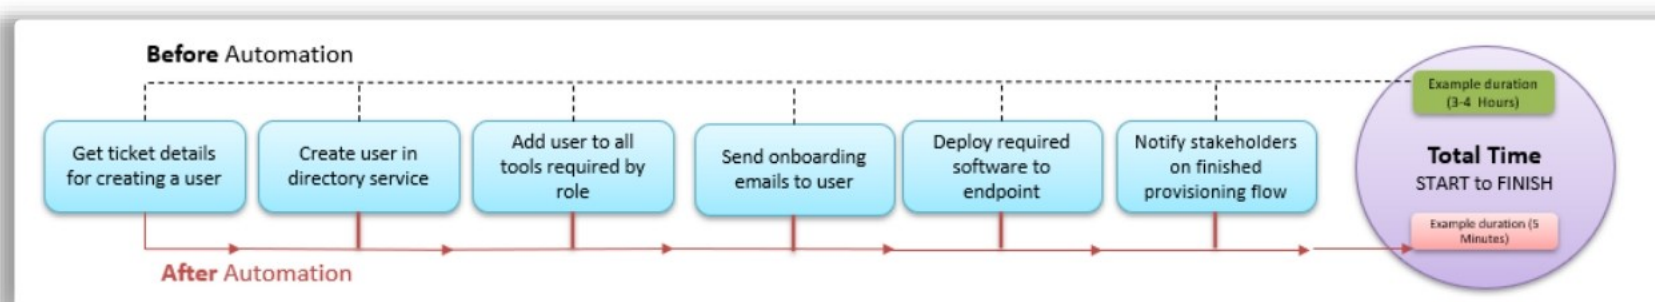 Before Automation
Get ticket details
for creating a user
Create user in
directory service
Add user to all
tools required by
role
Send onboarding
emails to user
Deploy required
software to
endpoint
Notify stakeholders
on finished
provisioning flow
Example duration
(3-4 Hours)
Total Time
START to FINISH
Example duration (5
Minutes)
After Automation